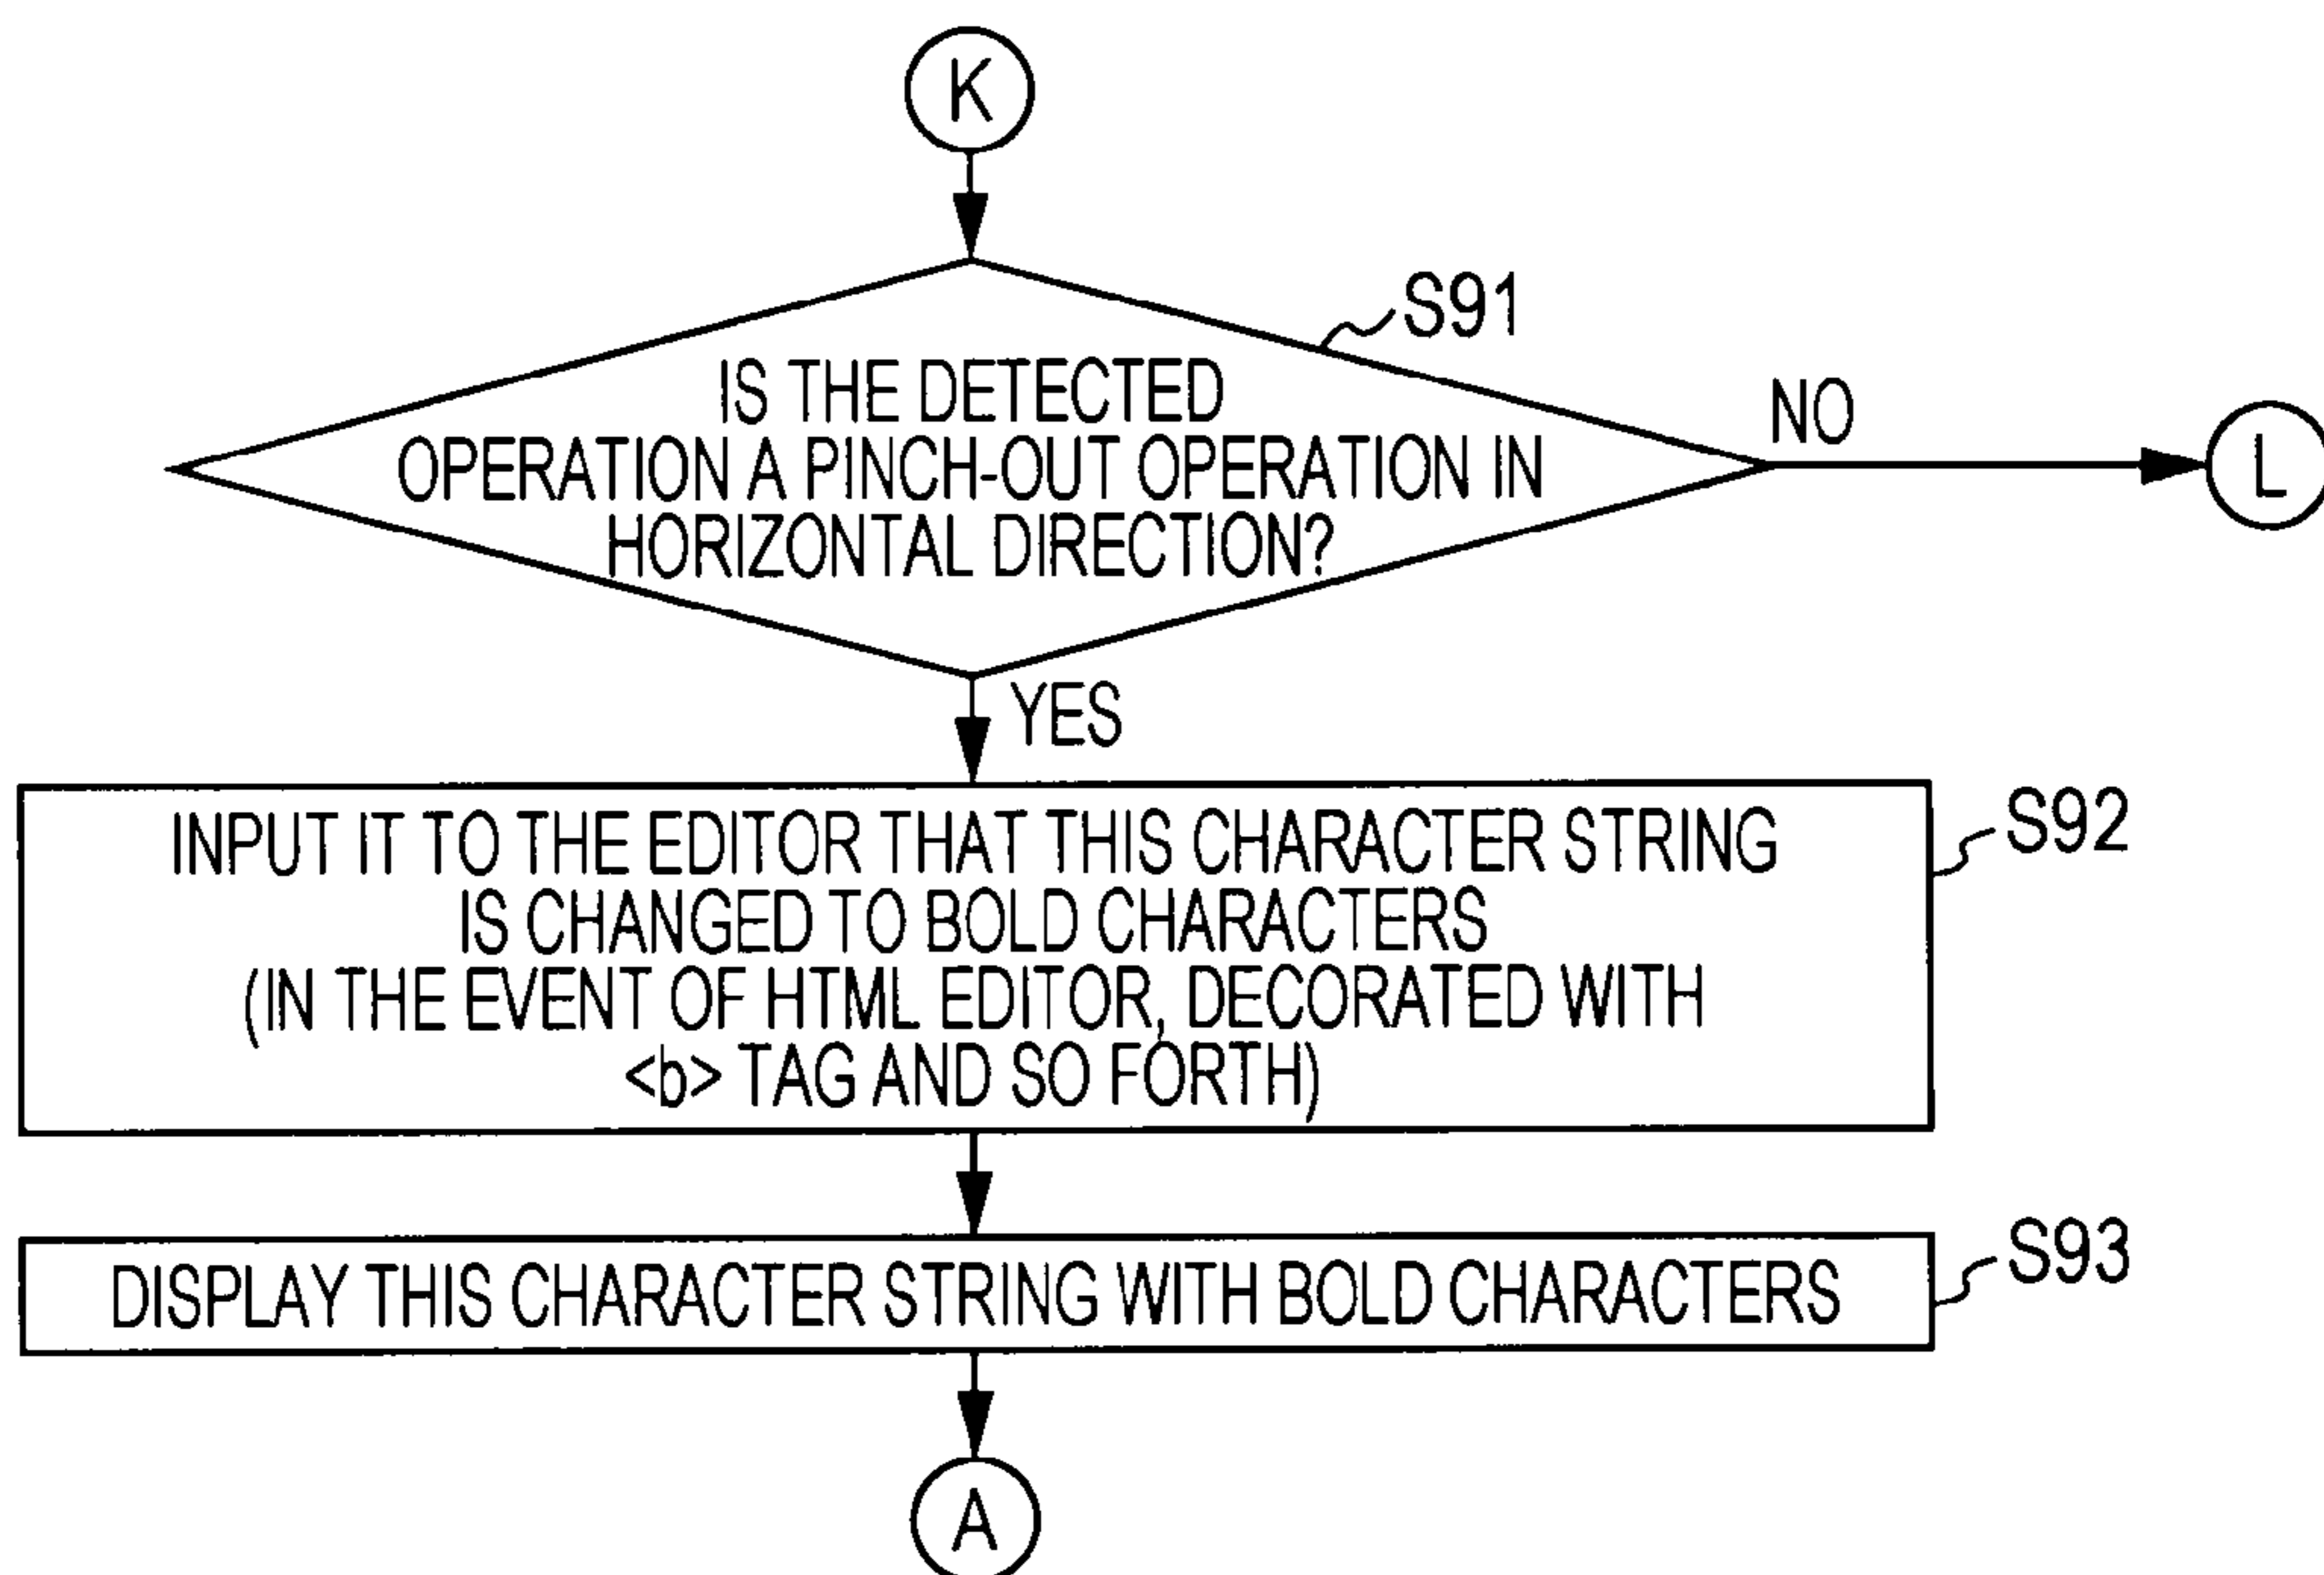 K
S91
IS THE DETECTED
OPERATION A PINCH-OUT OPERATION IN
HORIZONTAL DIRECTION?
NO
L
YES
S92
INPUT IT TO THE EDITOR THAT THIS CHARACTER STRING
IS CHANGED TO BOLD CHARACTERS
(IN THE EVENT OF HTML EDITOR, DECORATED WITH
<b> TAG AND SO FORTH)
S93
DISPLAY THIS CHARACTER STRING WITH BOLD CHARACTERS
A